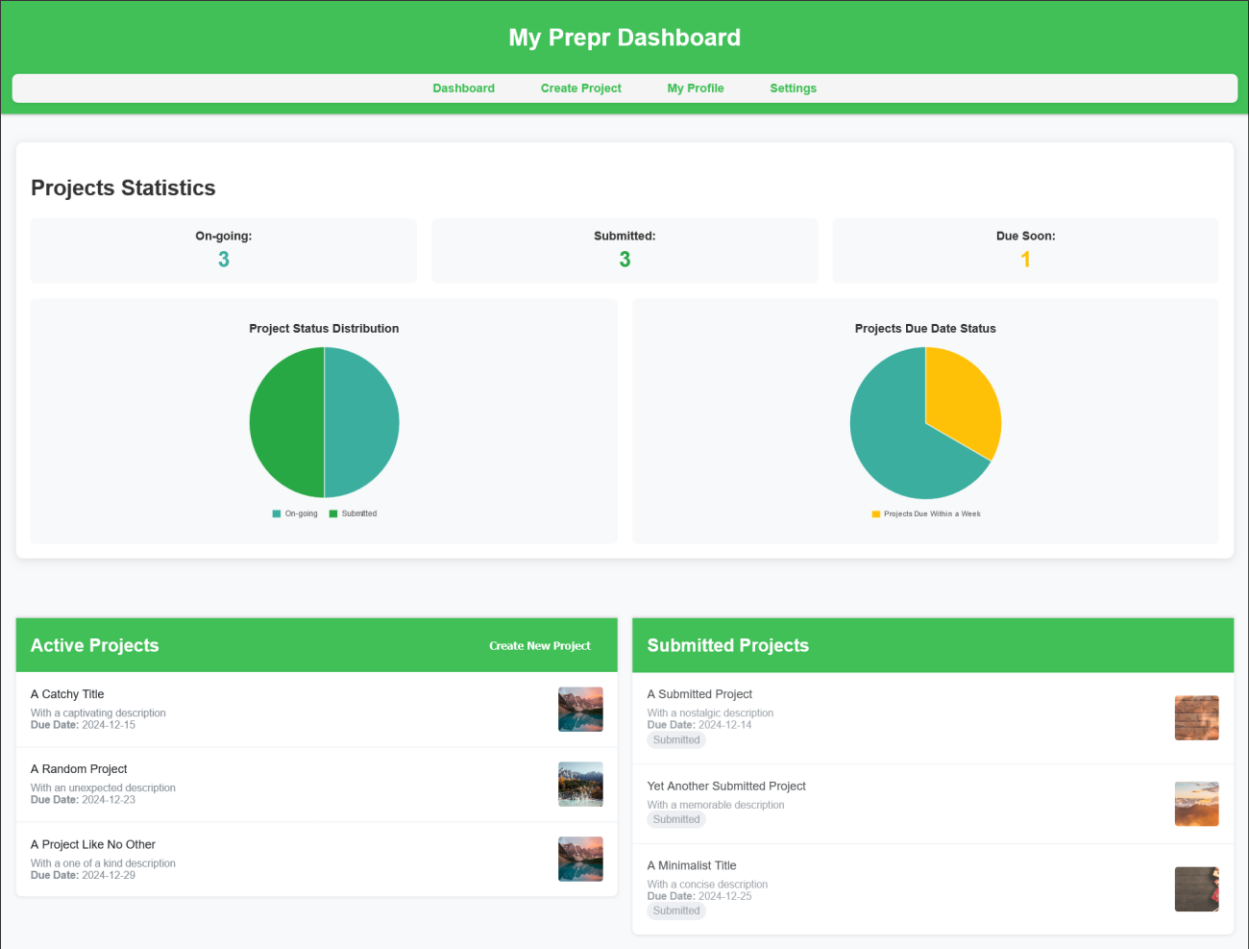 My Prepr Dashboard
Dashboard Create Project My Profile Settings
Projects Statistics
On-going:
3
Submitted:
3
Due Soon:
1
Project Status Distribution
On-going Submitted
Projects Due Date Status
Projects Due Within a Week
Active Projects
Create New Project
A Catchy Title
With a captivating description
Due Date: 2024-12-15
A Random Project
With an unexpected description
Due Date: 2024-12-23
A Project Like No Other
With a one of a kind description
Due Date: 2024-12-29
Submitted Projects
A Submitted Project
With a nostalgic description
Due Date: 2024-12-14
Submitted
Yet Another Submitted Project
With a memorable description
Submitted
A Minimalist Title
With a concise description
Due Date: 2024-12-25
Submitted